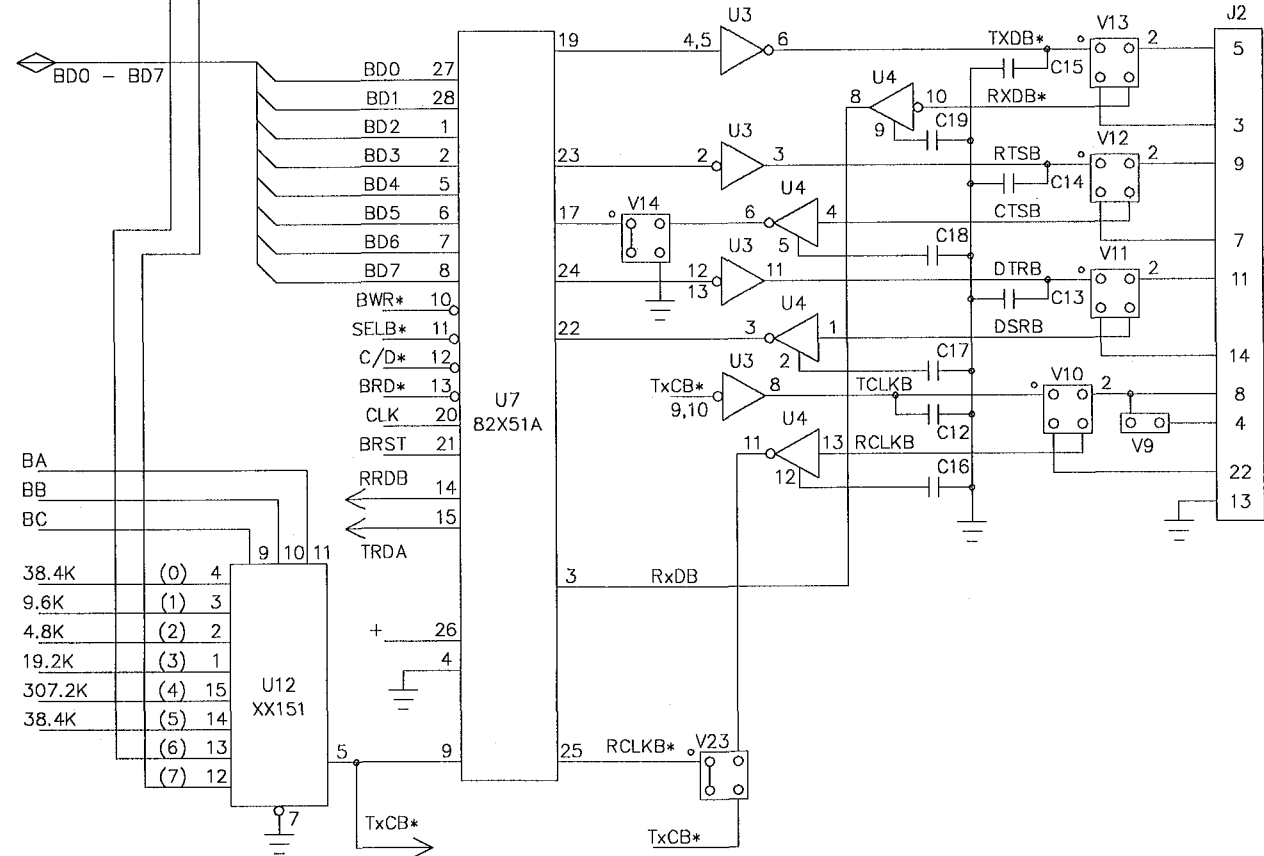 J2
U3
V13
19
4,5
6
TXDB*
2
5
BD0 - BD7
BD0 27
C15
U4
RXDB*
BD1 28
8
10
3
BD2 1
9
C19
V12
U3
BD3 2
23
2
3
RTSB
2
9
BD4 5
U4
C14
BD5 6
17
V14
6
4
CTSB
BD6 7
5
C18
7
U3
V11
BD7 8
24
12
13
11
DTRB
2
11
BWR* 10
U4
C13
SELB* 11
22
3
1
DSRB
C/D* 12
2
C17
14
U3
BRD* 13
TxCB*
9,10
8
TCLKB
V10
2
8
CLK 20
U7
82X51A
U4
C12
V9
4
BRST 21
11
13
RCLKB
BA
12
C16
22
BB
RRDB 14
13
BC
15
TRDA
9 10 11
38.4K (0) 4
3
RxDB
9.6K (1) 3
4.8K (2) 2
+ 26
19.2K (3) 1
4
307.2K (4) 15
U12
XX151
38.4K (5) 14
(6) 13
5
9
25
RCLKB*
V23
(7) 12
7
TxCB*
TxCB*